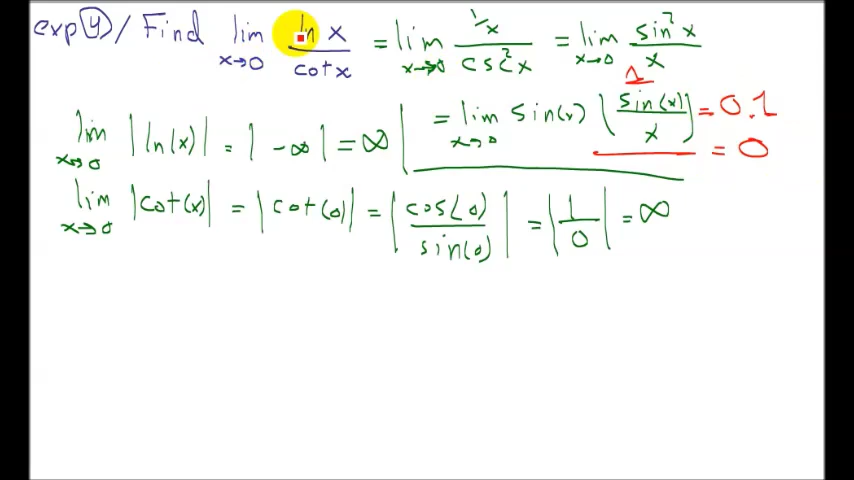 exp(4)/ Find lim x→0 ln x / cot x = lim x→0 1/x / csc²x = lim x→0 sin²x / x
= lim x→0 sin(x) (sin(x) / x) 1 = 0.1
lim x→0 |ln(x)| = |-∞| = ∞ = 0
lim x→0 |cot(x)| = |cot(0)| = |cos(0) / sin(0)| = |1 / 0| = ∞